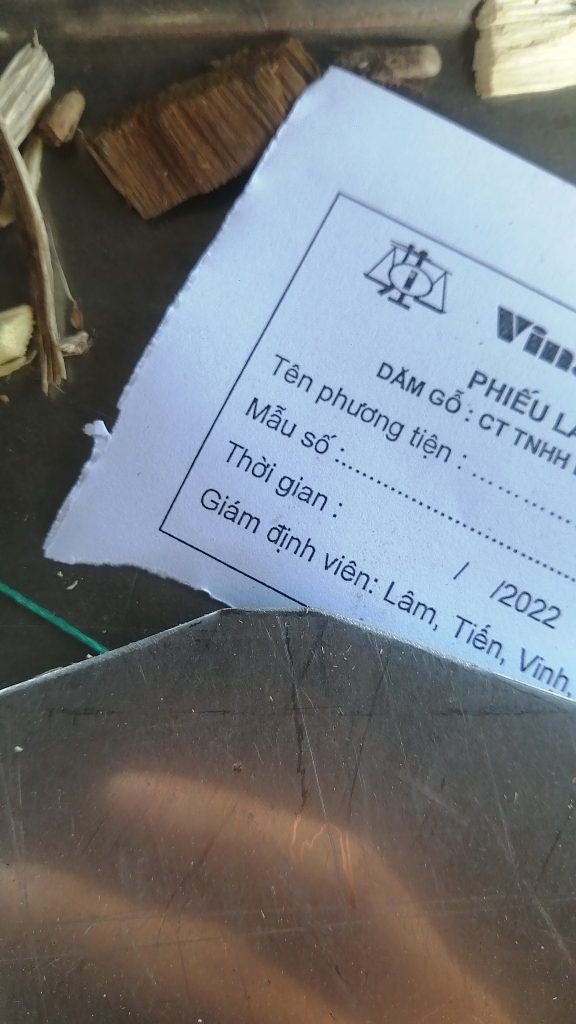 PHIẾU
DĂM GỖ : CT TNHH
Tên phương tiện :
Mẫu số :
Thời gian :
/ /2022
Giám định viên: Lâm, Tiến, Vinh,